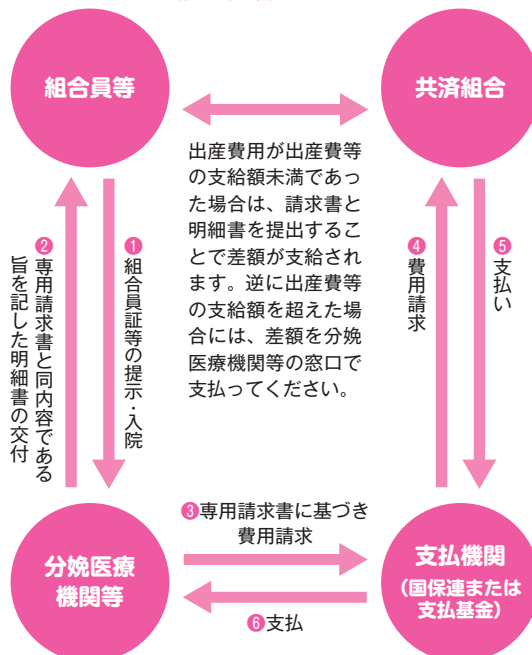 組合員等
共済組合
出産費用が出産費等
の支給額未満であっ
た場合は、請求書と
明細書を提出するこ
とで差額が支給され
ます。逆に出産費等
の支給額を超えた場
合には、差額を分娩
医療機関等の窓口で
支払ってください。
❷専用請求書と同内容である
旨を記した明細書の交付
❶組合員証等の提示・入院
❹費用請求
❺支払い
❸専用請求書に基づき
費用請求
❻支払
分娩医療
機関等
支払機関
(国保連または
支払基金)